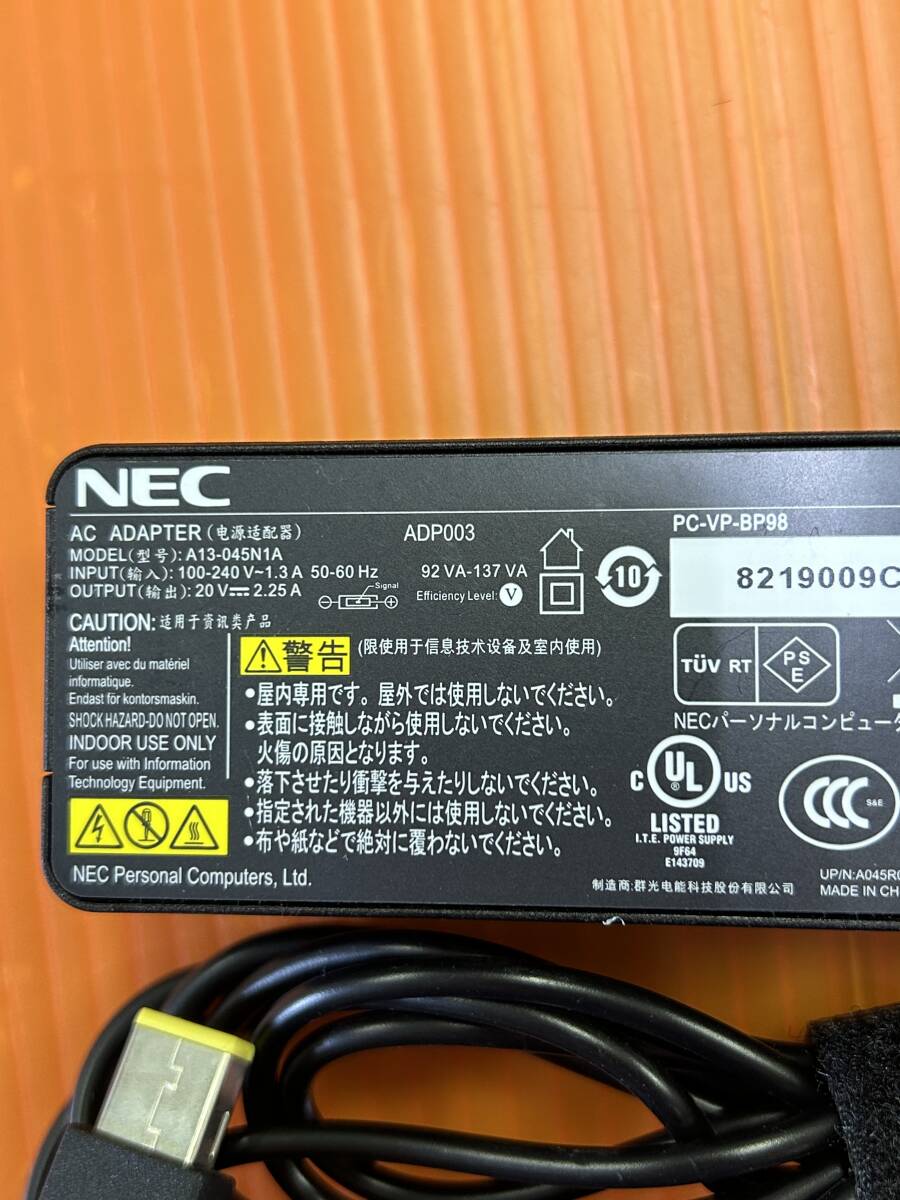 NEC
AC ADAPTER (电源适配器) ADP003 PC-VP-BP98
MODEL(型号): A13-045N1A
INPUT(输入): 100-240 V~1.3 A 50-60 Hz 92 VA-137 VA
OUTPUT(输出): 20 V⎓ 2.25 A Signal Efficiency Level: V
10
8219009C
CAUTION: 适用于资讯类产品
Attention!
Utiliser avec du matériel
informatique.
Endast för kontorsmaskin.
SHOCK HAZARD-DO NOT OPEN.
INDOOR USE ONLY
For use with Information
Technology Equipment.
NEC Personal Computers, Ltd.
警告 (限使用于信息技术设备及室内使用)
●屋内専用です。屋外では使用しないでください。
●表面に接触しながら使用しないでください。
火傷の原因となります。
●落下させたり衝撃を与えたりしないでください。
●指定された機器以外には使用しないでください。
●布や紙などで絶対に覆わないでください。
TÜV RT PS E
NECパーソナルコンピュータ
C UL® US
LISTED
I.T.E. POWER SUPPLY
9F64
E143709
CCC S&E
制造商:群光电能科技股份有限公司
UP/N:A045R0
MADE IN CH